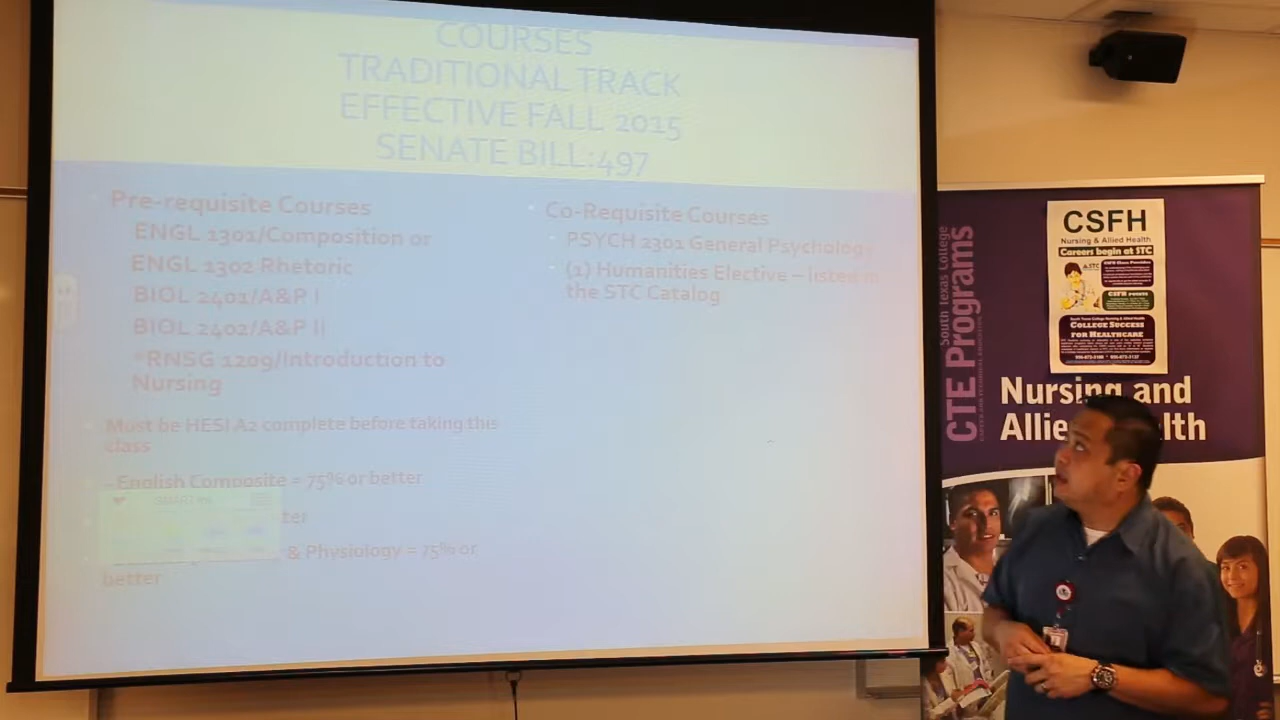 COURSES
TRADITIONAL TRACK
EFFECTIVE FALL 2015
SENATE BILL:497
Pre-requisite Courses
ENGL 1301/Composition or
ENGL 1302 Rhetoric
BIOL 2401/A&P I
BIOL 2402/A&P II
*RNSG 1209/Introduction to
Nursing
Must be HESI A2 complete before taking this
class
- English Composite = 75% or better
ter
& Physiology = 75% or
better
SMART Ink
Co-Requisite Courses
PSYCH 2301 General Psychology
(1) Humanities Elective – listed in
the STC Catalog
South Texas College
CTE Programs
CSFH
Nursing & Allied Health
Careers begin at STC
COLLEGE SUCCESS
FOR HEALTHCARE
Nursing and
Allie lth